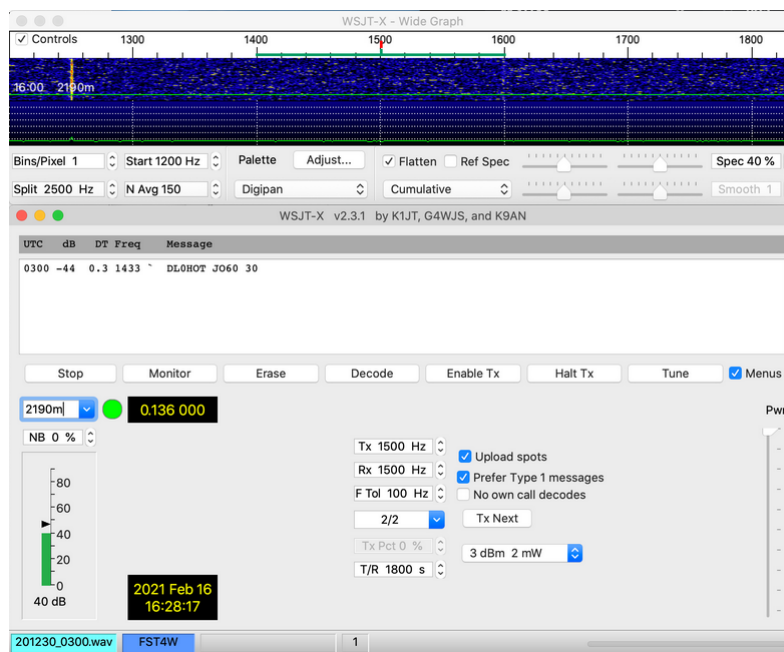 WSJT-X - Wide Graph
Controls 1300 1400 1500 1600 1700 1800
16:00 2190m
Bins/Pixel 1 Start 1200 Hz Palette Adjust... Flatten Ref Spec Spec 40 %
Split 2500 Hz N Avg 150 Digipan Cumulative Smooth 1
WSJT-X v2.3.1 by K1JT, G4WJS, and K9AN
UTC dB DT Freq Message
0300 -44 0.3 1433 ` DL0HOT JO60 30
Stop Monitor Erase Decode Enable Tx Halt Tx Tune Menus
2190m 0.136 000 Pwr
NB 0 %
Tx 1500 Hz
Upload spots
Rx 1500 Hz
Prefer Type 1 messages
F Tol 100 Hz
No own call decodes
2/2 Tx Next
Tx Pct 0 %
3 dBm 2 mW
T/R 1800 s
80
60
40
20
0
40 dB
2021 Feb 16
16:28:17
201230_0300.wav FST4W 1